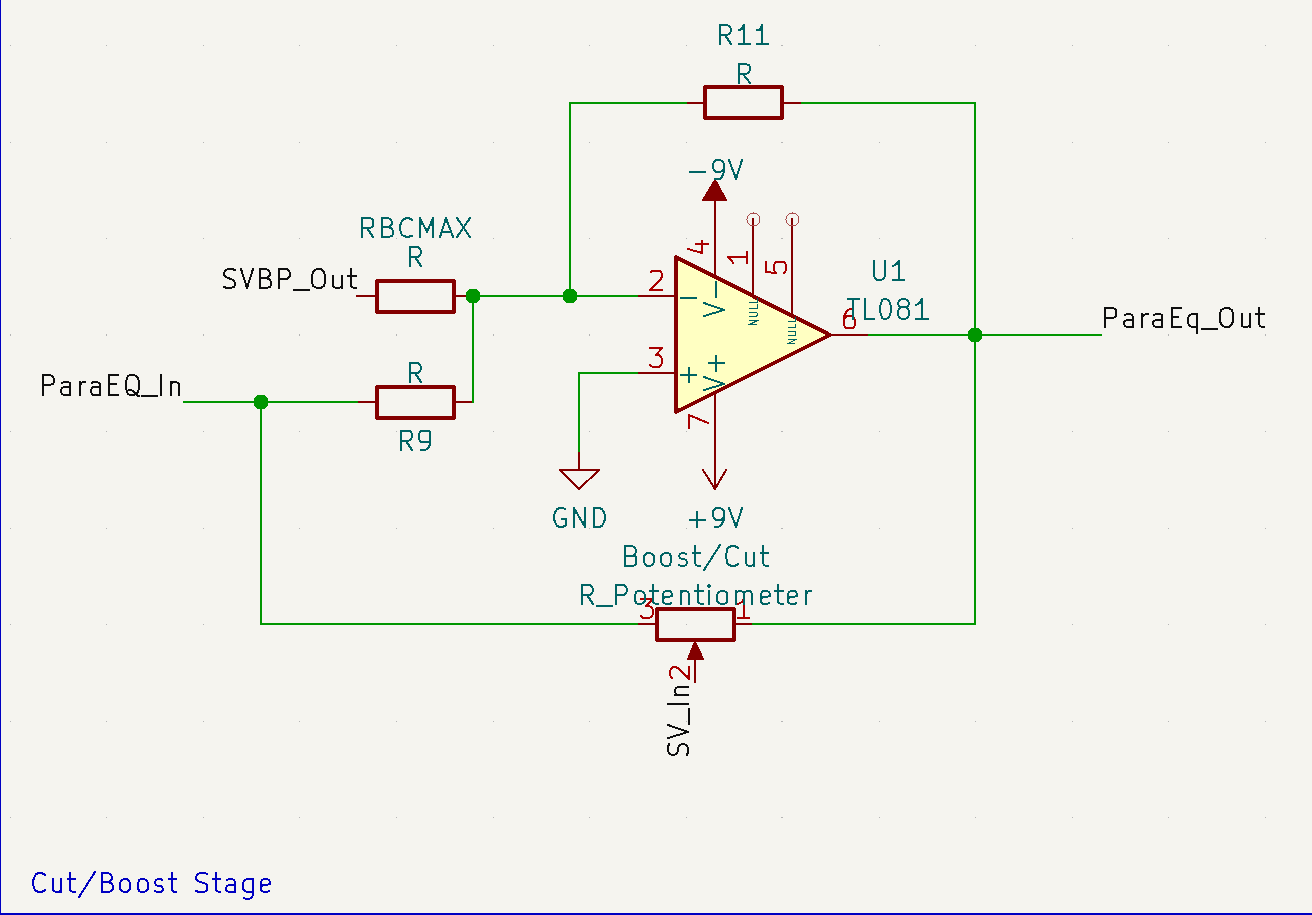 R11
R
-9V
RBCMAX
R
4
1
5
SVBP_Out
2
U1
TL081
−
V-
NULL
NULL
6
ParaEq_Out
3
+
V+
ParaEQ_In
R
R9
7
GND
+9V
Boost/Cut
R_Potentiometer
3
1
2
SV_In
Cut/Boost Stage